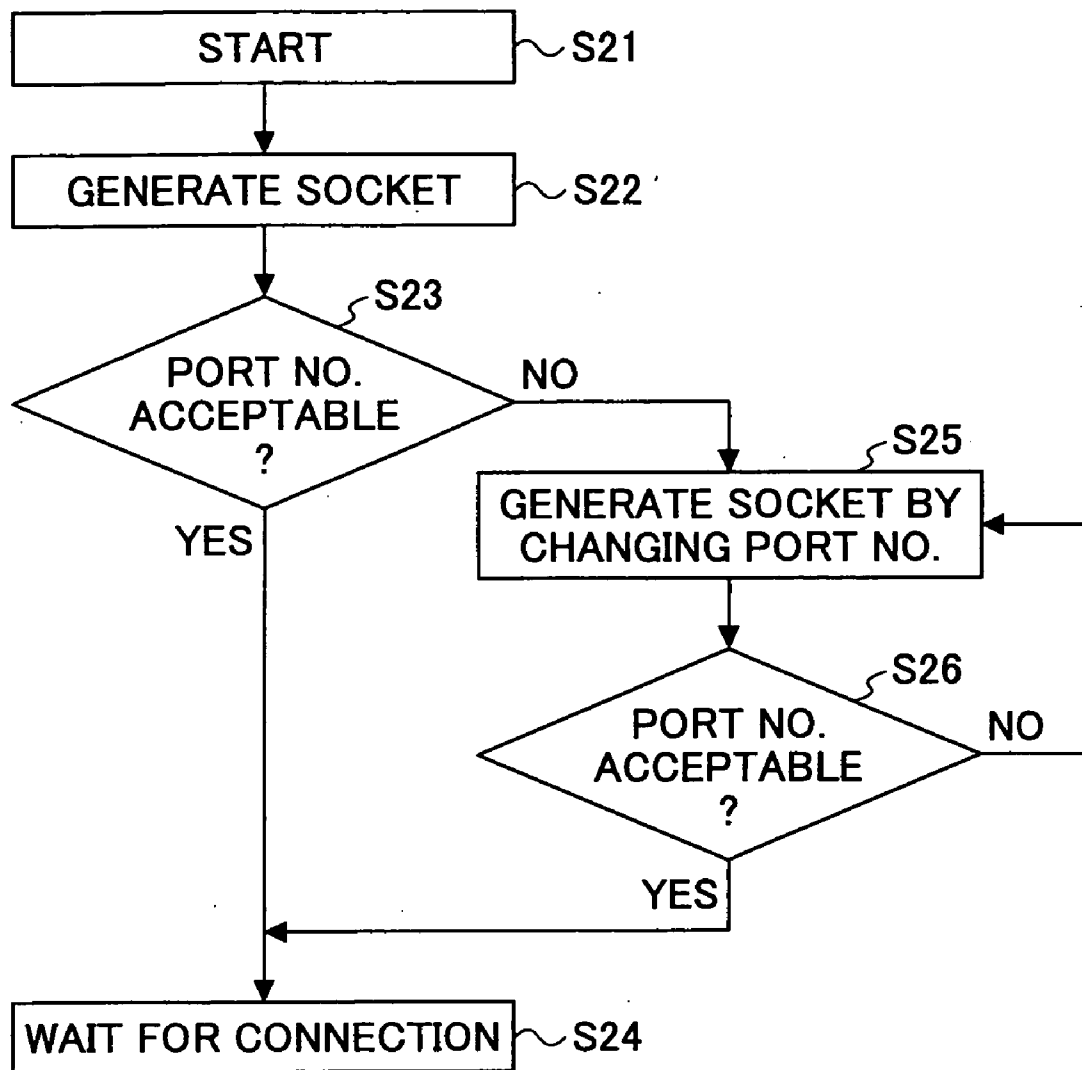 START
S21
GENERATE SOCKET
S22
S23
PORT NO.
ACCEPTABLE
?
NO
YES
S25
GENERATE SOCKET BY
CHANGING PORT NO.
S26
PORT NO.
ACCEPTABLE
?
NO
YES
WAIT FOR CONNECTION
S24